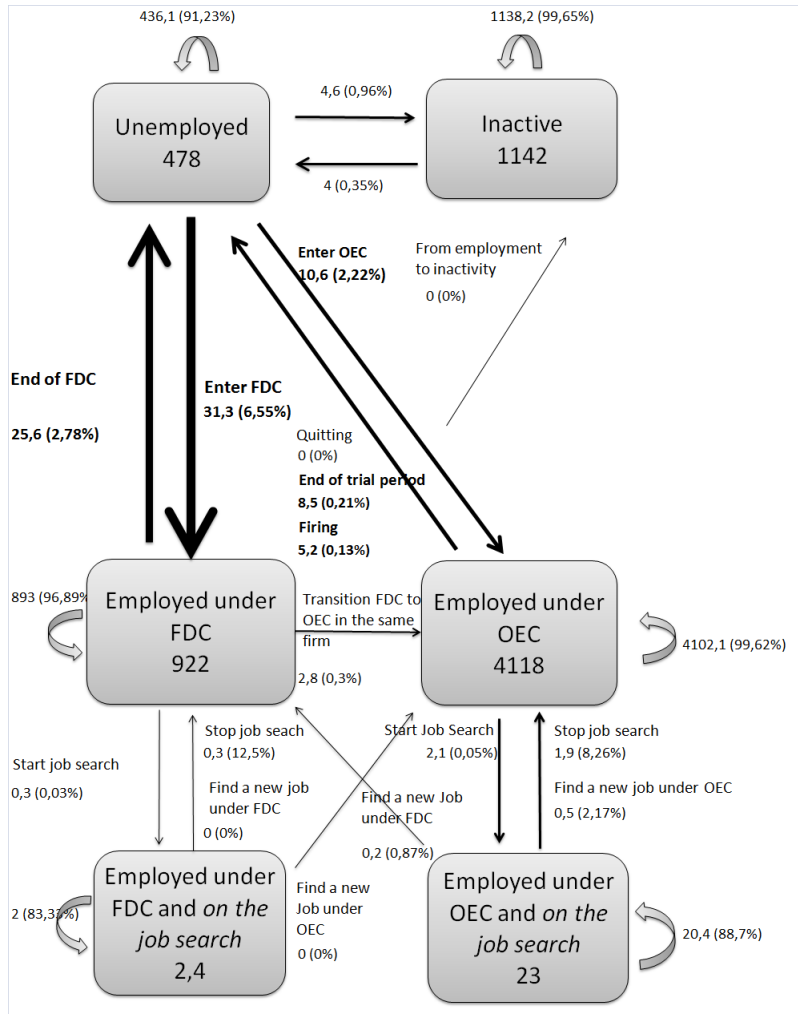 436,1 (91,23%)
1138,2 (99,65%)
Unemployed
478
4,6 (0,96%)
4 (0,35%)
Inactive
1142
Enter OEC
10,6 (2,22%)
From employment
to inactivity
0 (0%)
End of FDC
25,6 (2,78%)
Enter FDC
31,3 (6,55%)
Quitting
0 (0%)
End of trial period
8,5 (0,21%)
Firing
5,2 (0,13%)
893 (96,89%
Employed under
FDC
922
Transition FDC to
OEC in the same
firm
2,8 (0,3%)
Employed under
OEC
4118
4102,1 (99,62%)
Start job search
0,3 (0,03%)
Stop job seach
0,3 (12,5%)
Find a new job
under FDC
0 (0%)
Start Job Search
2,1 (0,05%)
Find a new Job
under FDC
0,2 (0,87%)
Stop job search
1,9 (8,26%)
Find a new job under OEC
0,5 (2,17%)
2 (83,33%)
Employed under
FDC and on the
job search
2,4
Find a new
Job under
OEC
0 (0%)
Employed under
OEC and on the
job search
23
20,4 (88,7%)